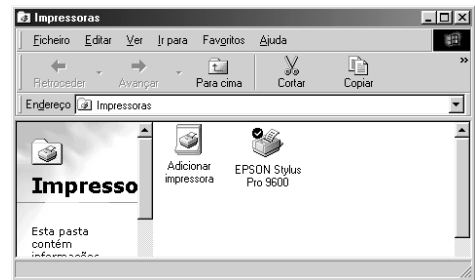 Impressoras
Ficheiro Editar Ver Ir para Favoritos Ajuda
Retroceder Avançar Para cima Cortar Copiar »
Endereço Impressoras
Adicionar impressora
EPSON Stylus Pro 9600
Impresso
Esta pasta
contém
informações